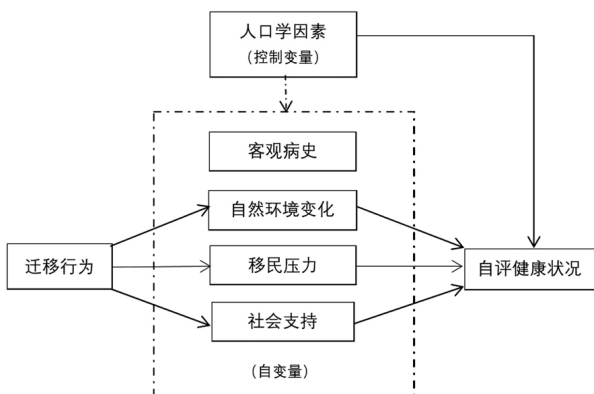 人口学因素
（控制变量）
客观病史
自然环境变化
迁移行为
移民压力
自评健康状况
社会支持
（自变量）